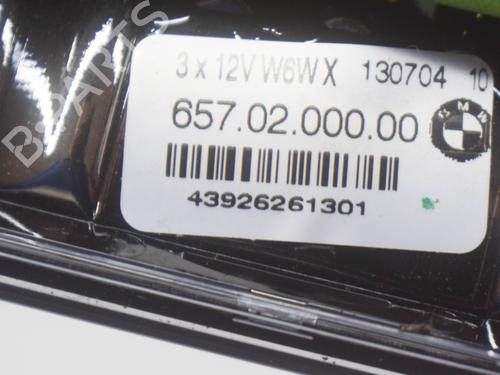 3 x 12V W6W X 130704 10
657.02.000.00
BMW
43926261301
B-PARTS